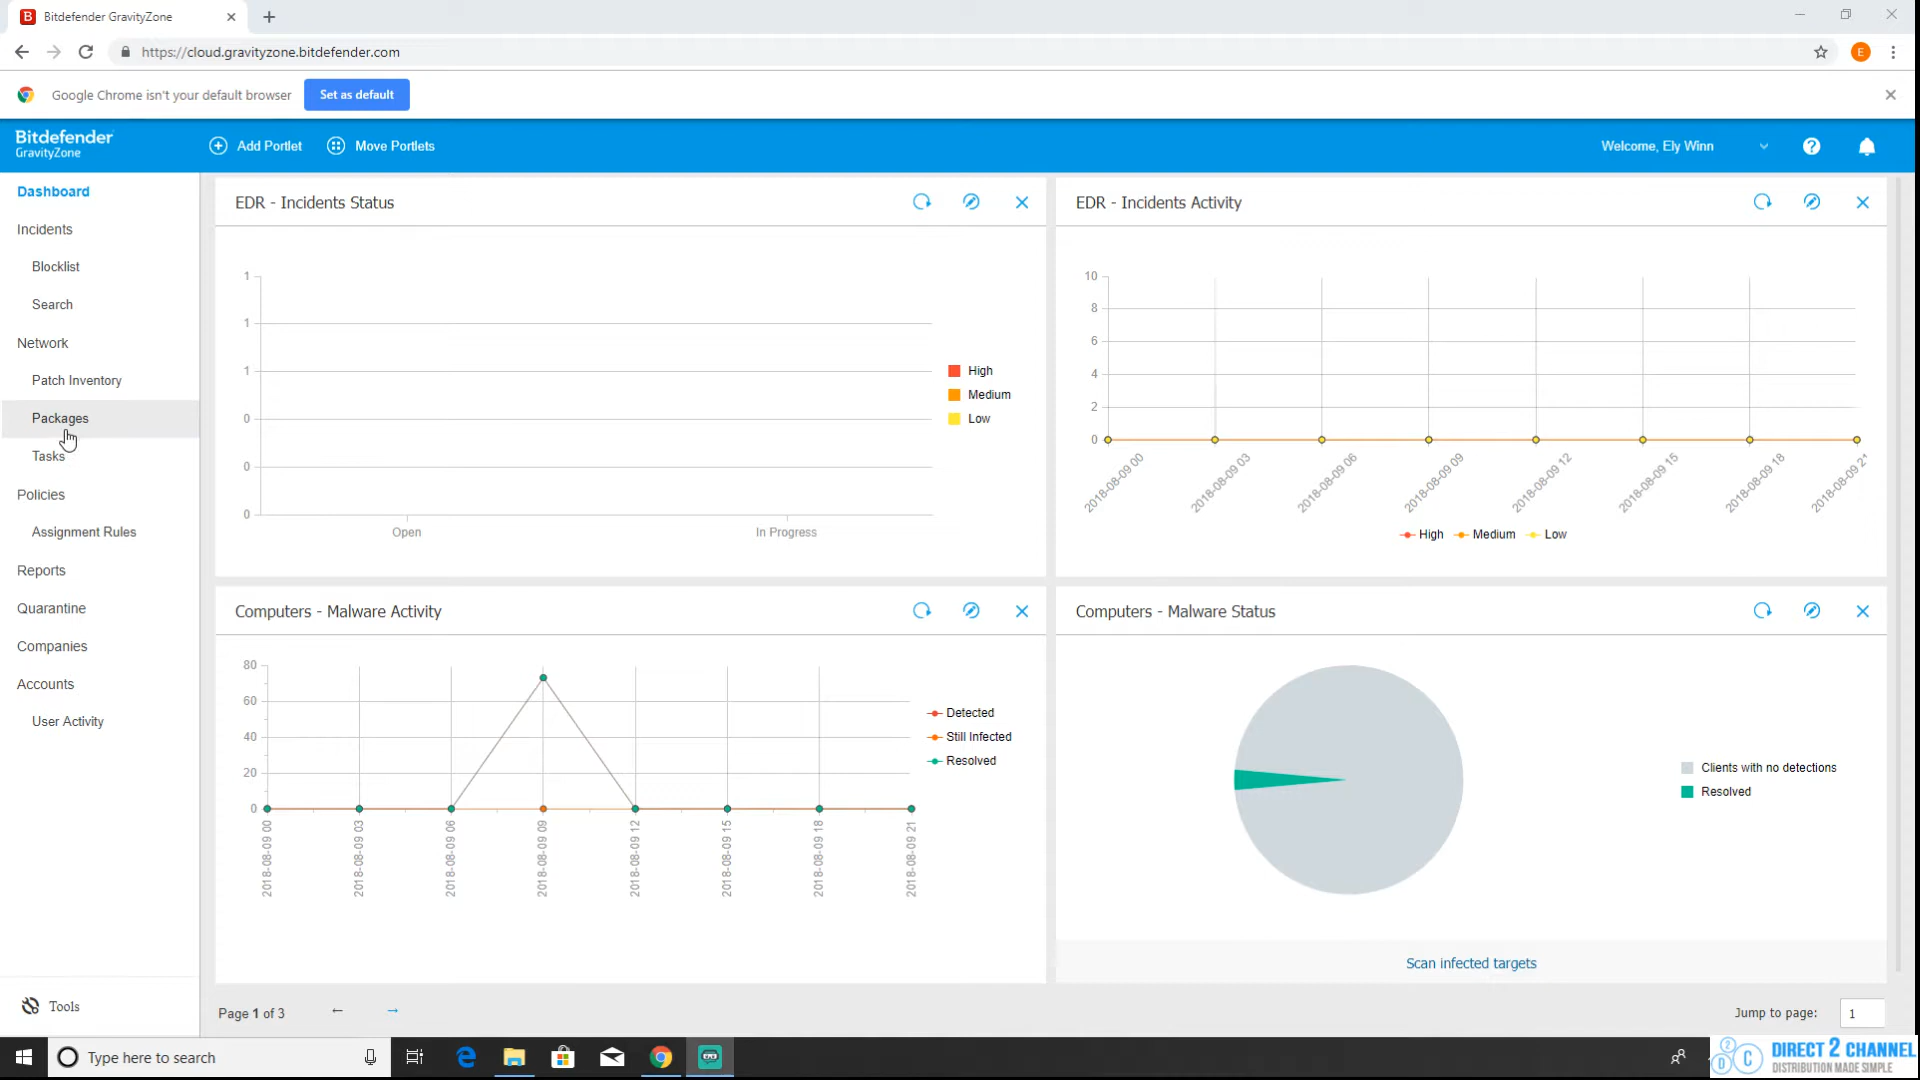 Bitdefender GravityZone
https://cloud.gravityzone.bitdefender.com
E
Google Chrome isn't your default browser
Set as default
Bitdefender
GravityZone
Add Portlet
Move Portlets
Welcome, Ely Winn
Dashboard
Incidents
Blocklist
Search
Network
Patch Inventory
Packages
Tasks
Policies
Assignment Rules
Reports
Quarantine
Companies
Accounts
User Activity
Tools
EDR - Incidents Status
1
1
1
0
0
0
Open
In Progress
High
Medium
Low
EDR - Incidents Activity
10
8
6
4
2
0
2018-08-09 00
2018-08-09 03
2018-08-09 06
2018-08-09 09
2018-08-09 12
2018-08-09 15
2018-08-09 18
2018-08-09 21
High Medium Low
Computers - Malware Activity
80
60
40
20
0
2018-08-09 00
2018-08-09 03
2018-08-09 06
2018-08-09 09
2018-08-09 12
2018-08-09 15
2018-08-09 18
2018-08-09 21
Detected
Still Infected
Resolved
Computers - Malware Status
Clients with no detections
Resolved
Scan infected targets
Page 1 of 3
Jump to page: 1
Type here to search
D 2 C
DIRECT 2 CHANNEL
DISTRIBUTION MADE SIMPLE